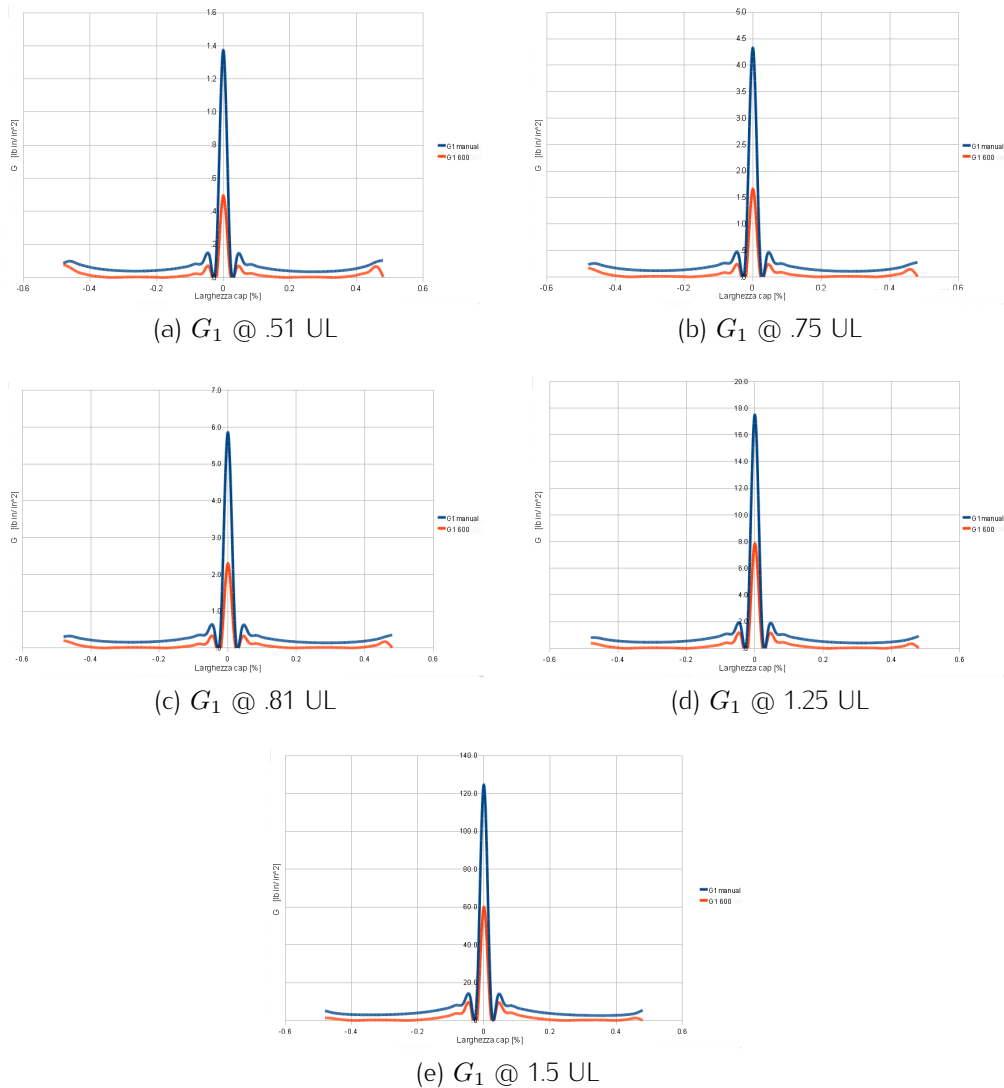 1.6
1.4
1.2
1.0
.8
.6
.4
.2
.0
-0.6 -0.4 -0.2 0 0.2 0.4 0.6
G [lb in/in^2]
Larghezza cap [%]
G1 manual
G1 600
(a) G1 @ .51 UL
5.0
4.5
4.0
3.5
3.0
2.5
2.0
1.5
1.0
.5
.0
-0.6 -0.4 -0.2 0 0.2 0.4 0.6
G [lb in/in^2]
Larghezza cap [%]
G1 manual
G1 600
(b) G1 @ .75 UL
7.0
6.0
5.0
4.0
3.0
2.0
1.0
.0
-0.6 -0.4 -0.2 0 0.2 0.4 0.6
G [lb in/in^2]
Larghezza cap [%]
G1 manual
G1 600
(c) G1 @ .81 UL
20.0
18.0
16.0
14.0
12.0
10.0
8.0
6.0
4.0
2.0
.0
-0.6 -0.4 -0.2 0 0.2 0.4 0.6
G [lb in/in^2]
Larghezza cap [%]
G1 manual
G1 600
(d) G1 @ 1.25 UL
140.0
120.0
100.0
80.0
60.0
40.0
20.0
.0
-0.6 -0.4 -0.2 0 0.2 0.4 0.6
G [lb in/in^2]
Larghezza cap [%]
G1 manual
G1 600
(e) G1 @ 1.5 UL